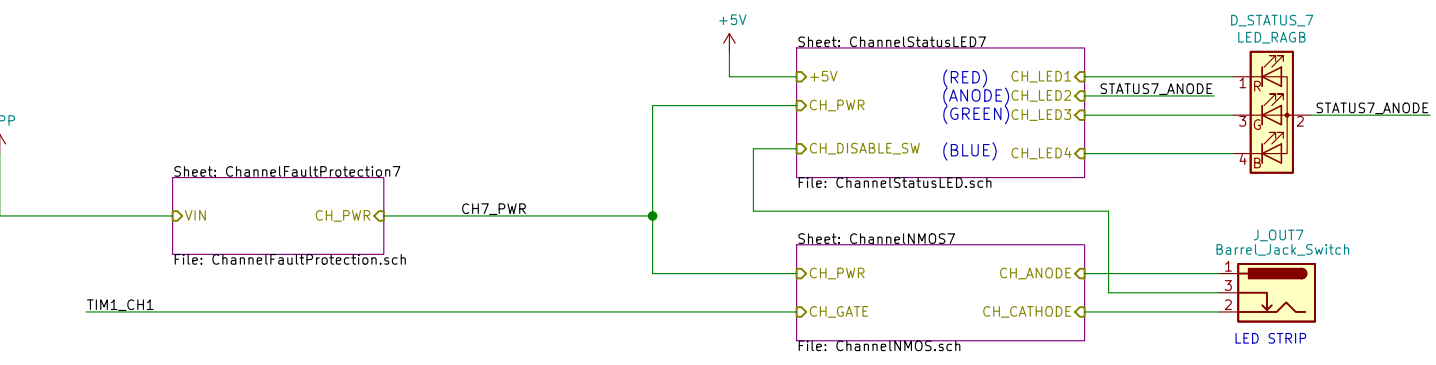 +5V
D_STATUS_7
LED_RAGB
Sheet: ChannelStatusLED7
+5V
(RED)
CH_LED1
1
R
CH_PWR
(ANODE)
CH_LED2
STATUS7_ANODE
(GREEN)
CH_LED3
3
G
2
STATUS7_ANODE
PP
CH_DISABLE_SW
(BLUE)
CH_LED4
4
B
File: ChannelStatusLED.sch
Sheet: ChannelFaultProtection7
VIN
CH_PWR
CH7_PWR
File: ChannelFaultProtection.sch
Sheet: ChannelNMOS7
J_OUT7
Barrel_Jack_Switch
CH_PWR
CH_ANODE
1
3
TIM1_CH1
CH_GATE
CH_CATHODE
2
File: ChannelNMOS.sch
LED STRIP